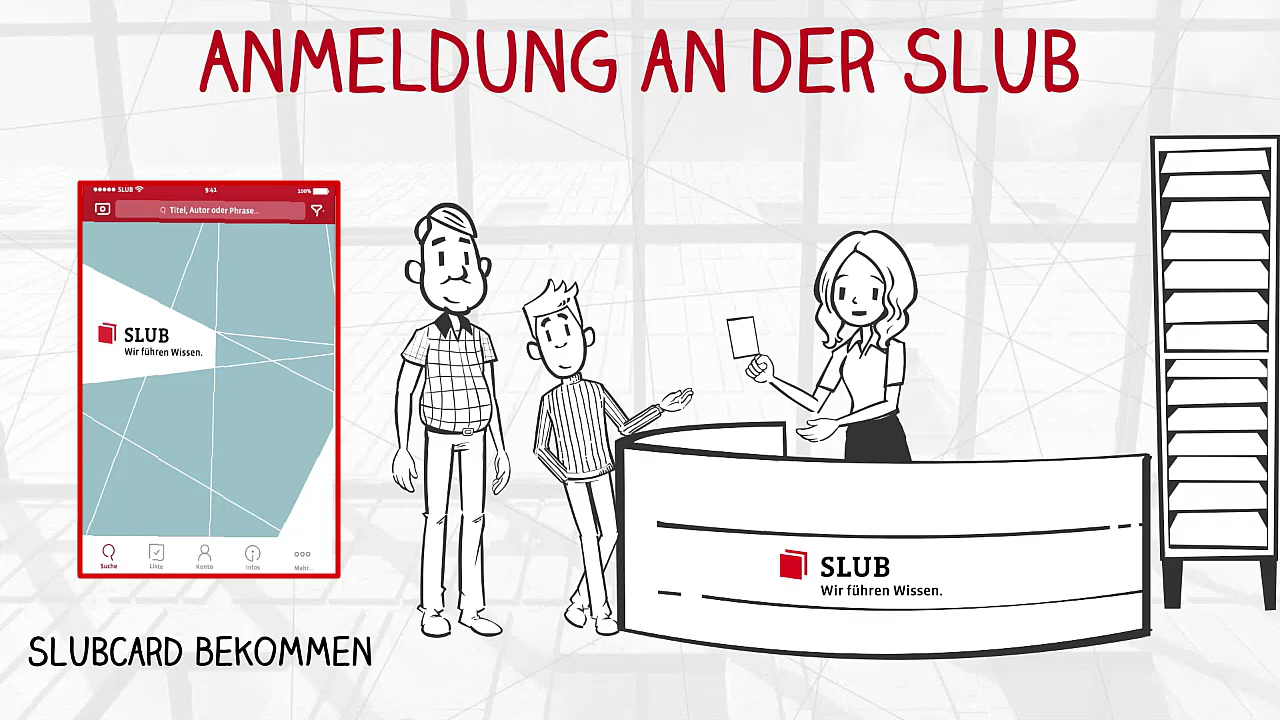 ANMELDUNG AN DER SLUB
●●●●● SLUB 9:41 100%
Titel, Autor oder Phrase...
SLUB
Wir führen Wissen.
Suche Liste Konto Infos Mehr...
SLUB
Wir führen Wissen.
SLUBCARD BEKOMMEN